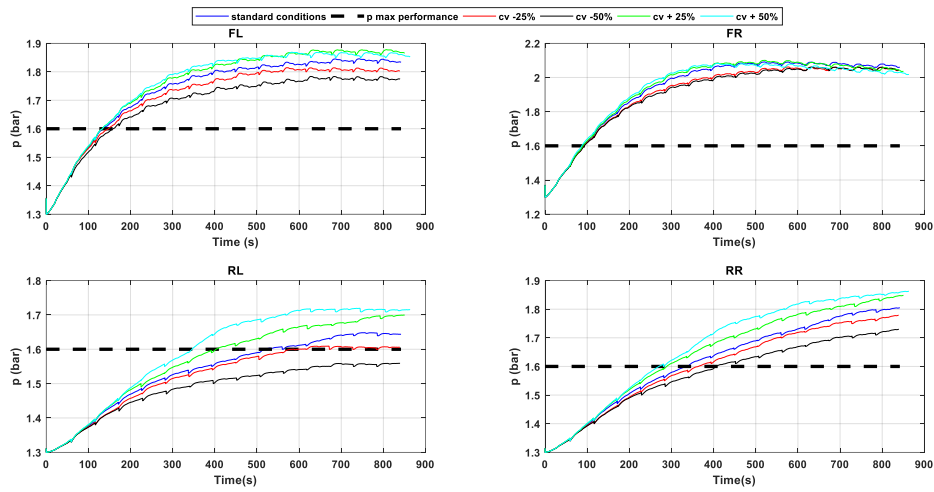 standard conditions p max performance cv -25% cv -50% cv + 25% cv + 50%
FL
1.9
1.8
1.7
1.6
1.5
1.4
1.3
p (bar)
0 100 200 300 400 500 600 700 800 900
Time (s)
FR
2.2
2
1.8
1.6
1.4
1.2
p (bar)
0 100 200 300 400 500 600 700 800 900
Time(s)
RL
1.8
1.7
1.6
1.5
1.4
1.3
p (bar)
0 100 200 300 400 500 600 700 800 900
Time(s)
RR
1.9
1.8
1.7
1.6
1.5
1.4
1.3
p (bar)
0 100 200 300 400 500 600 700 800 900
Time(s)